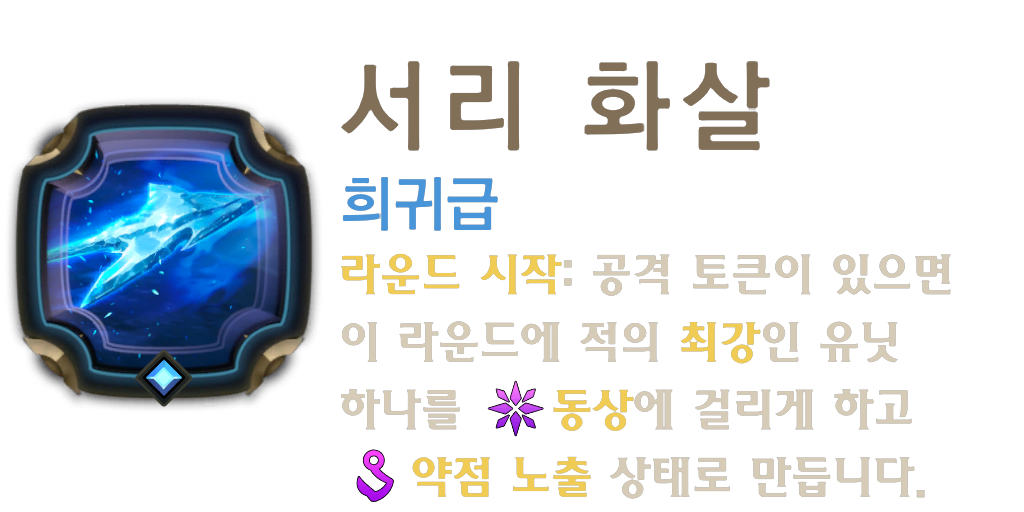 서리 화살
희귀급
라운드 시작: 공격 토큰이 있으면
이 라운드에 적의 최강인 유닛
하나를 동상에 걸리게 하고
약점 노출 상태로 만듭니다.